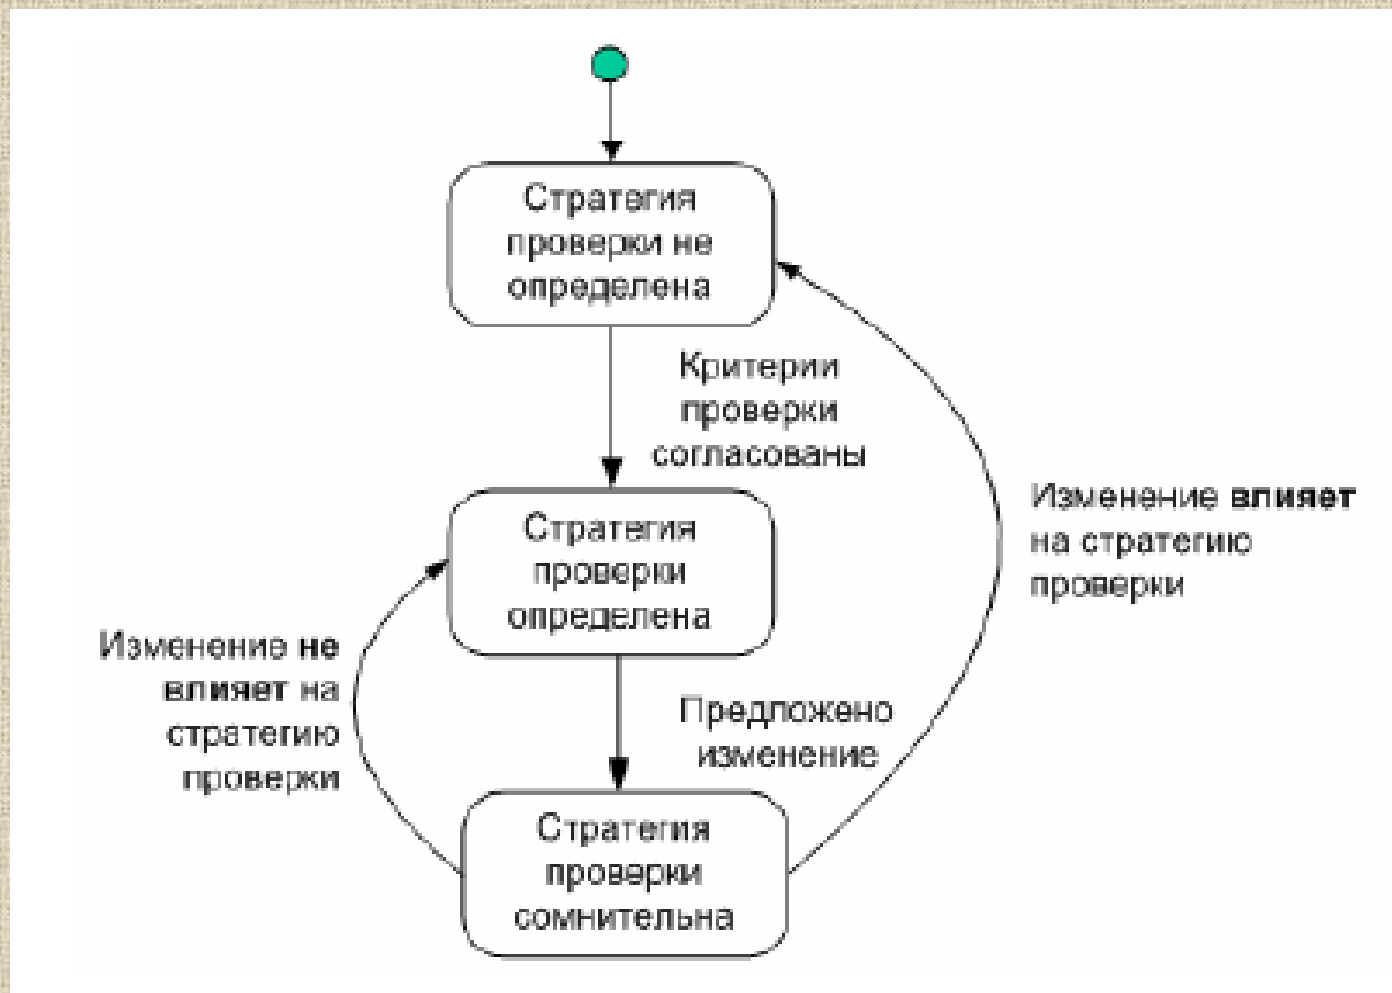 Стратегия
проверки не
определена
Критерии
проверки
согласованы
Изменение влияет
на стратегию
проверки
Стратегия
проверки
определена
Изменение не
влияет на
стратегию
проверки
Предложено
изменение
Стратегия
проверки
сомнительна